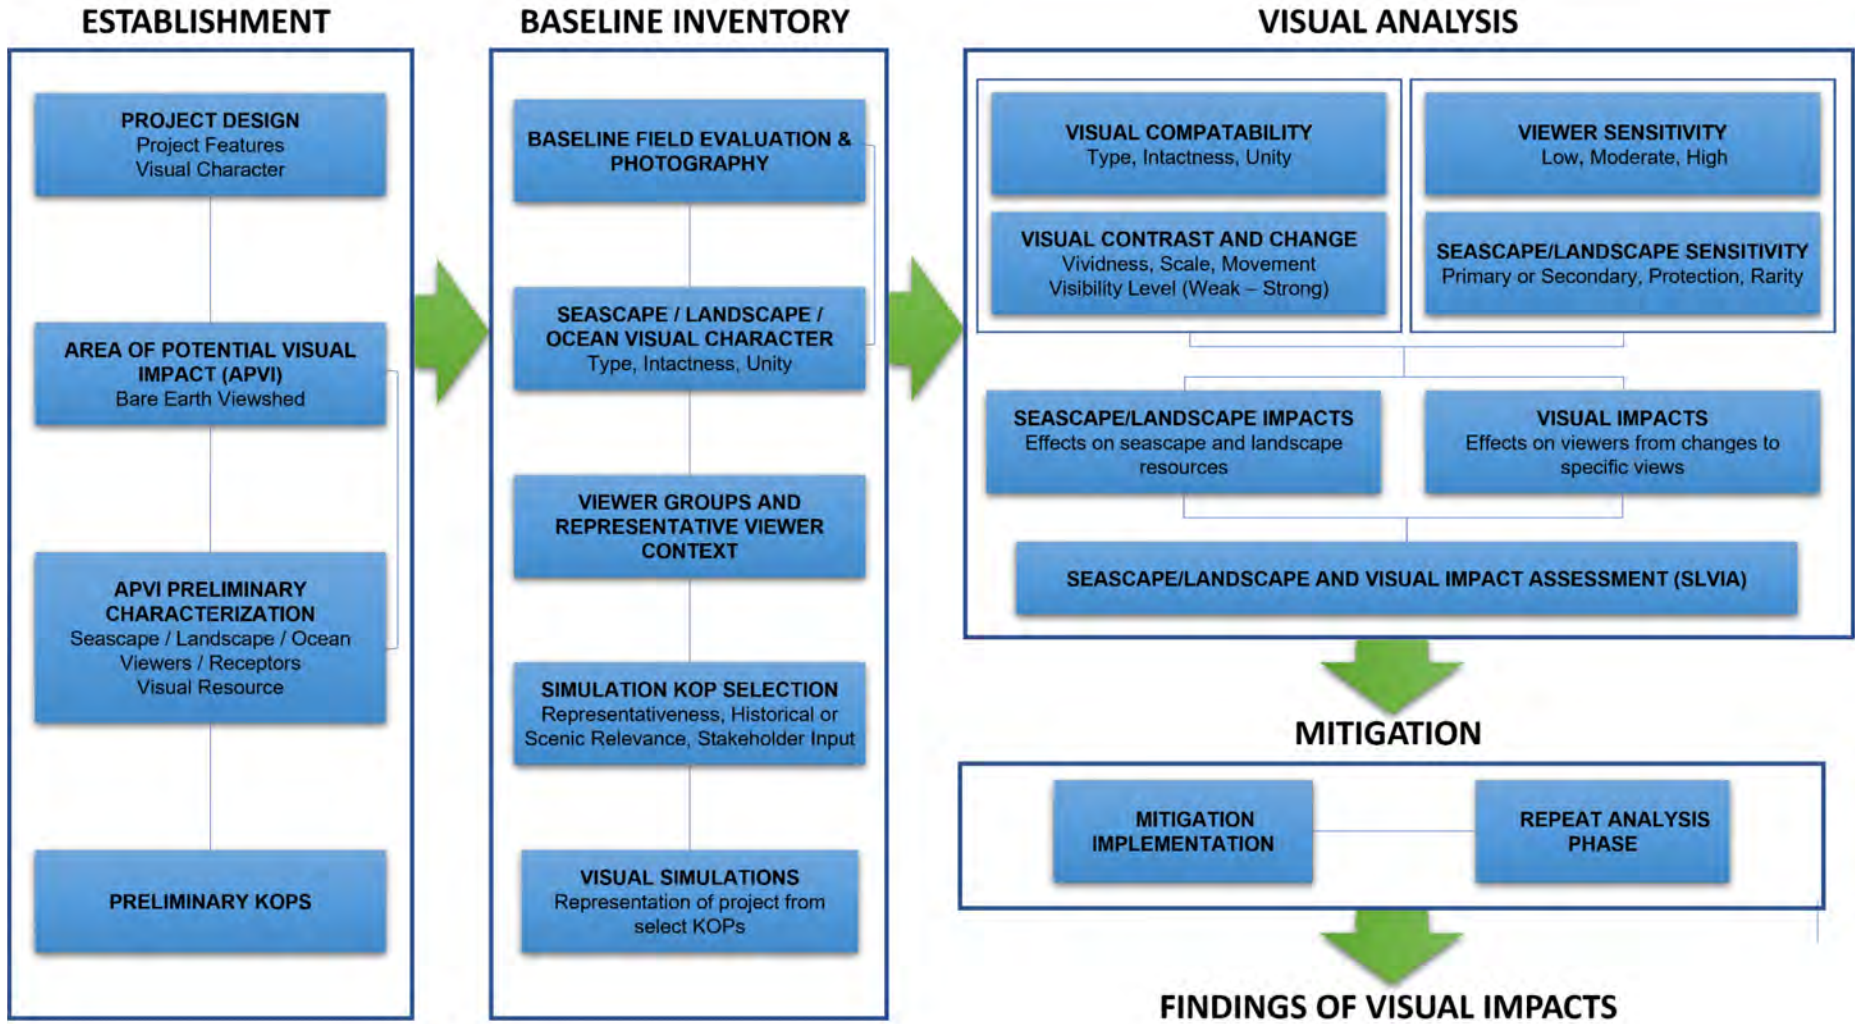 ESTABLISHMENT
PROJECT DESIGN
Project Features
Visual Character
AREA OF POTENTIAL VISUAL
IMPACT (APVI)
Bare Earth Viewshed
APVI PRELIMINARY
CHARACTERIZATION
Seascape / Landscape / Ocean
Viewers / Receptors
Visual Resource
PRELIMINARY KOPS
BASELINE INVENTORY
BASELINE FIELD EVALUATION &
PHOTOGRAPHY
SEASCAPE / LANDSCAPE /
OCEAN VISUAL CHARACTER
Type, Intactness, Unity
VIEWER GROUPS AND
REPRESENTATIVE VIEWER
CONTEXT
SIMULATION KOP SELECTION
Representativeness, Historical or
Scenic Relevance, Stakeholder Input
VISUAL SIMULATIONS
Representation of project from
select KOPs
VISUAL ANALYSIS
VISUAL COMPATABILITY
Type, Intactness, Unity
VISUAL CONTRAST AND CHANGE
Vividness, Scale, Movement
Visibility Level (Weak – Strong)
VIEWER SENSITIVITY
Low, Moderate, High
SEASCAPE/LANDSCAPE SENSITIVITY
Primary or Secondary, Protection, Rarity
SEASCAPE/LANDSCAPE IMPACTS
Effects on seascape and landscape
resources
VISUAL IMPACTS
Effects on viewers from changes to
specific views
SEASCAPE/LANDSCAPE AND VISUAL IMPACT ASSESSMENT (SLVIA)
MITIGATION
MITIGATION
IMPLEMENTATION
REPEAT ANALYSIS
PHASE
FINDINGS OF VISUAL IMPACTS